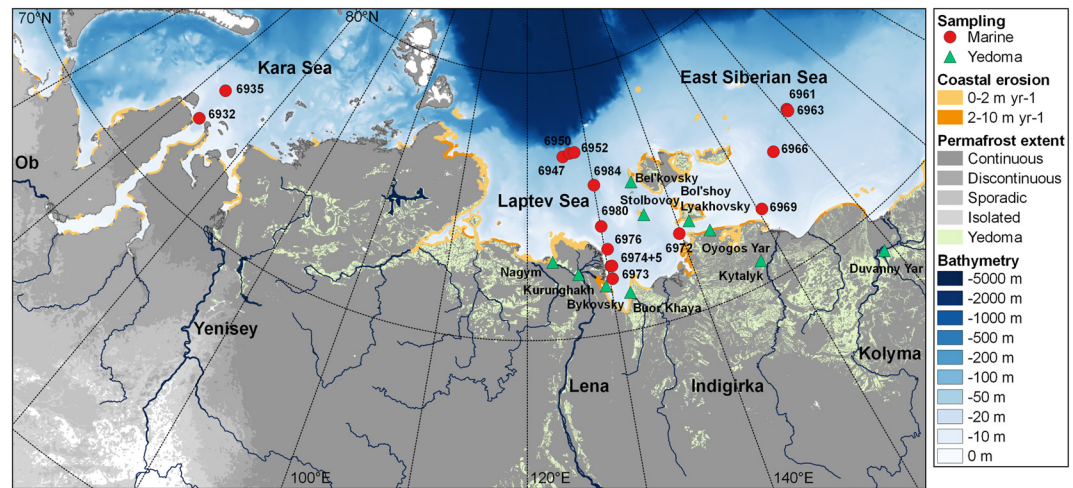 70°N
80°N
Kara Sea
6935
6932
Ob
East Siberian Sea
6961
6963
6950
6952
6947
6966
6984
Bel'kovsky
Bol'shoy
Lyakhovsky
Stolbovoy
Laptev Sea
6980
6969
6972
6976
Oyogos Yar
6974+5
Nagym
6973
Kytalyk
Duvanny Yar
Kurunghakh
Bykovsky
Buor Khaya
Yenisey
Kolyma
Lena
Indigirka
100°E
120°E
140°E
Sampling
Marine
Yedoma
Coastal erosion
0-2 m yr-1
2-10 m yr-1
Permafrost extent
Continuous
Discontinuous
Sporadic
Isolated
Yedoma
Bathymetry
-5000 m
-2000 m
-1000 m
-500 m
-200 m
-100 m
-50 m
-20 m
-10 m
0 m